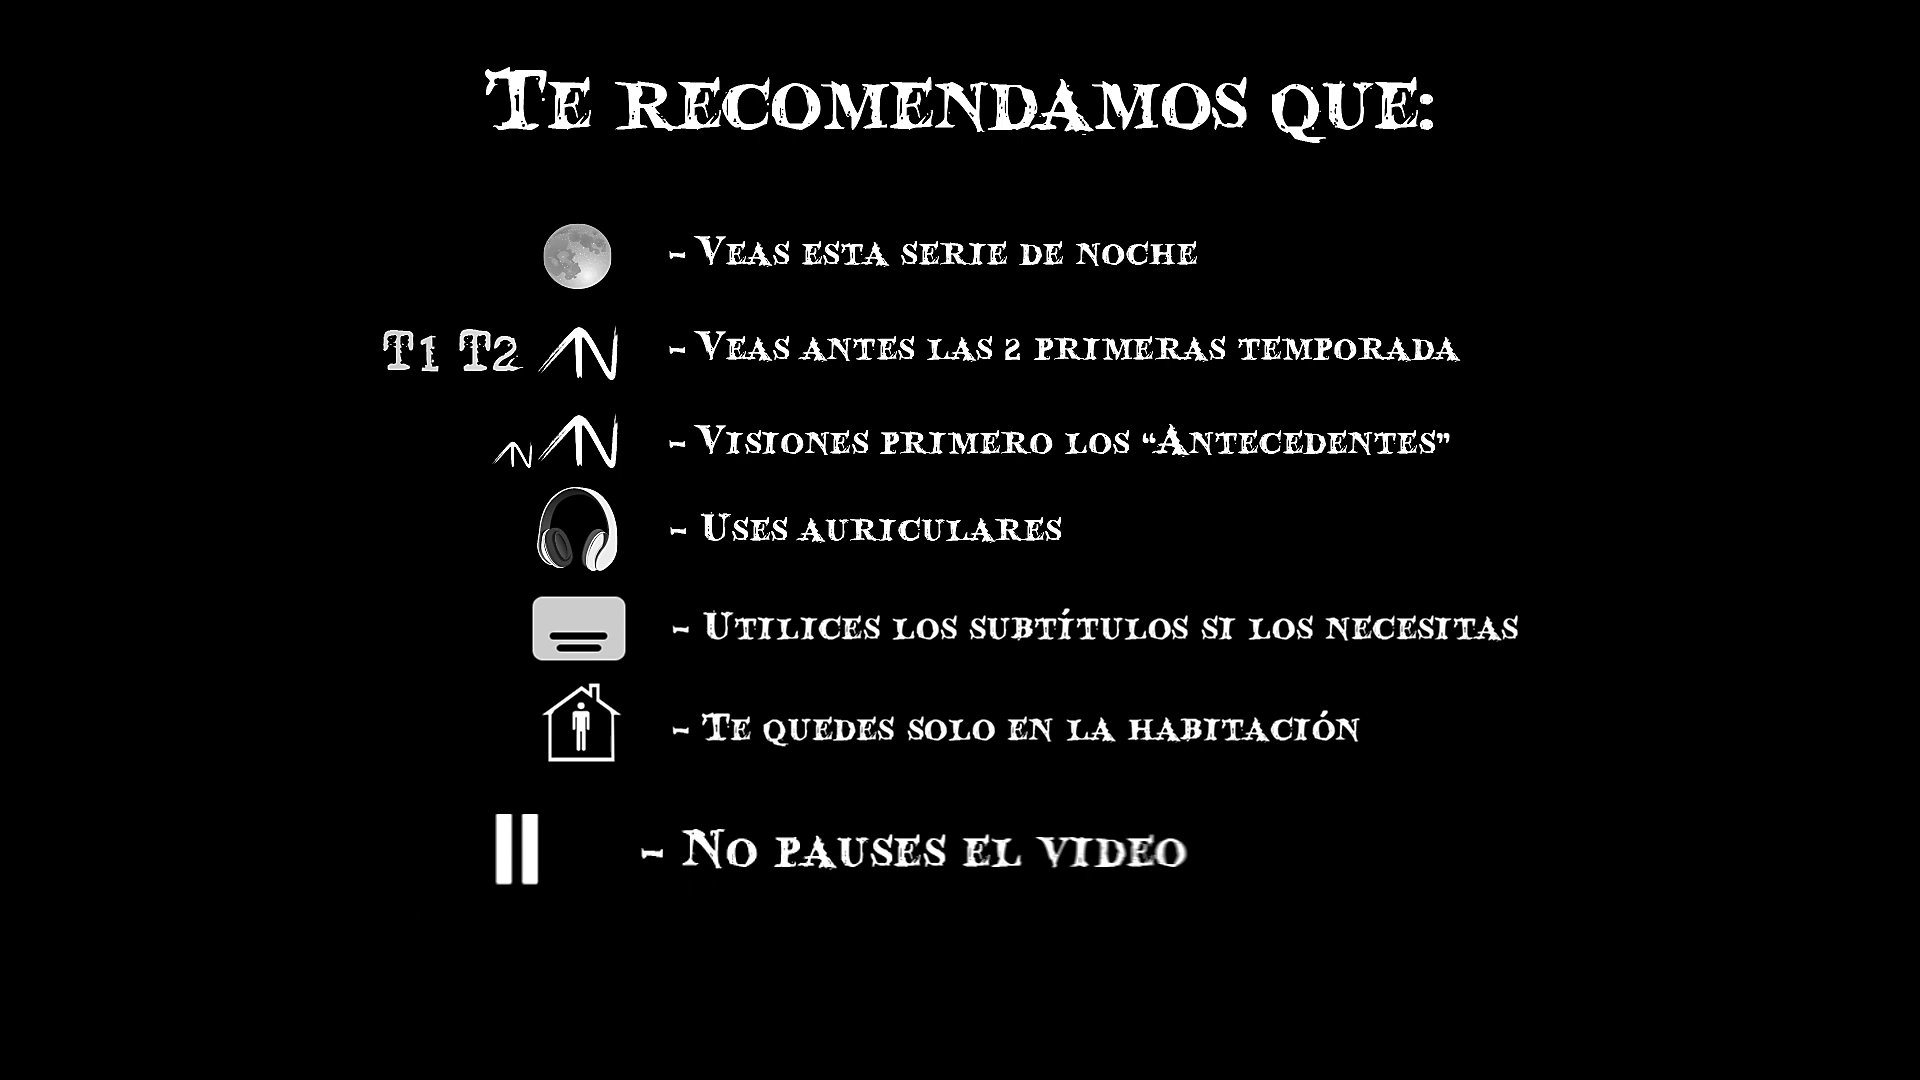 Te recomendamos que:
- Veas esta serie de noche
T1 T2 - Veas antes las 2 primeras temporada
- Visiones primero los “Antecedentes”
- Uses auriculares
- Utilices los subtítulos si los necesitas
- Te quedes solo en la habitación
- No pauses el video